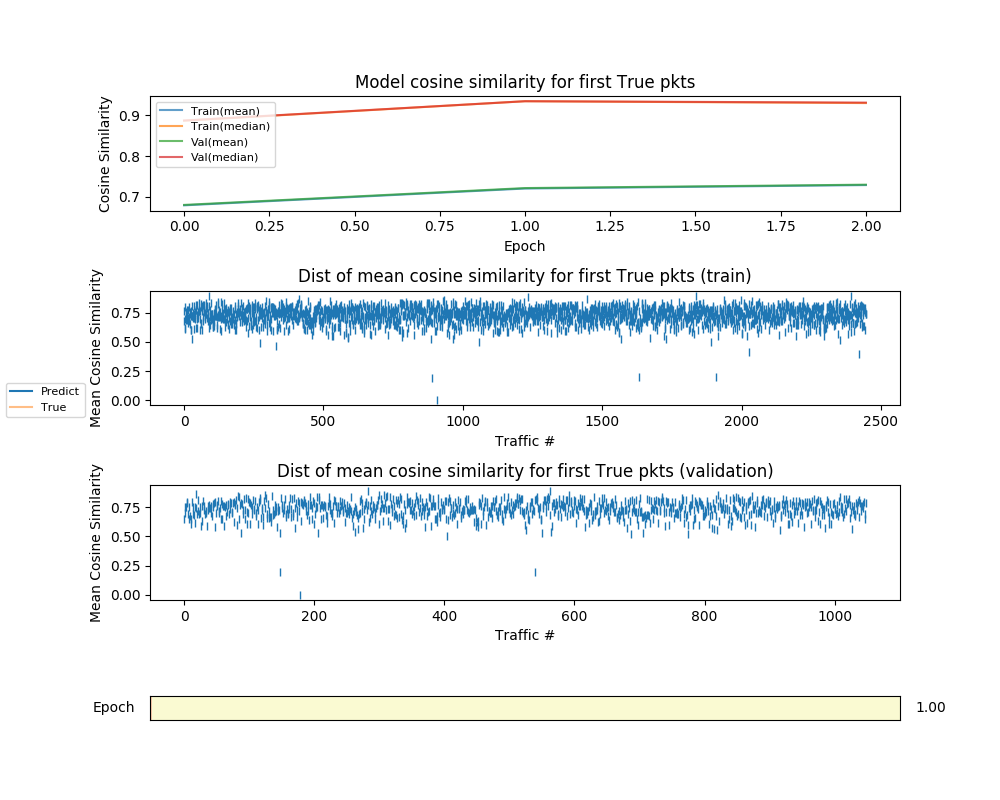 Model cosine similarity for first True pkts
Cosine Similarity
0.9
0.8
0.7
Train(mean)
Train(median)
Val(mean)
Val(median)
0.00 0.25 0.50 0.75 1.00 1.25 1.50 1.75 2.00
Epoch
Dist of mean cosine similarity for first True pkts (train)
Mean Cosine Similarity
0.75
0.50
0.25
0.00
Predict
True
0 500 1000 1500 2000 2500
Traffic #
Dist of mean cosine similarity for first True pkts (validation)
Mean Cosine Similarity
0.75
0.50
0.25
0.00
0 200 400 600 800 1000
Traffic #
Epoch 1.00